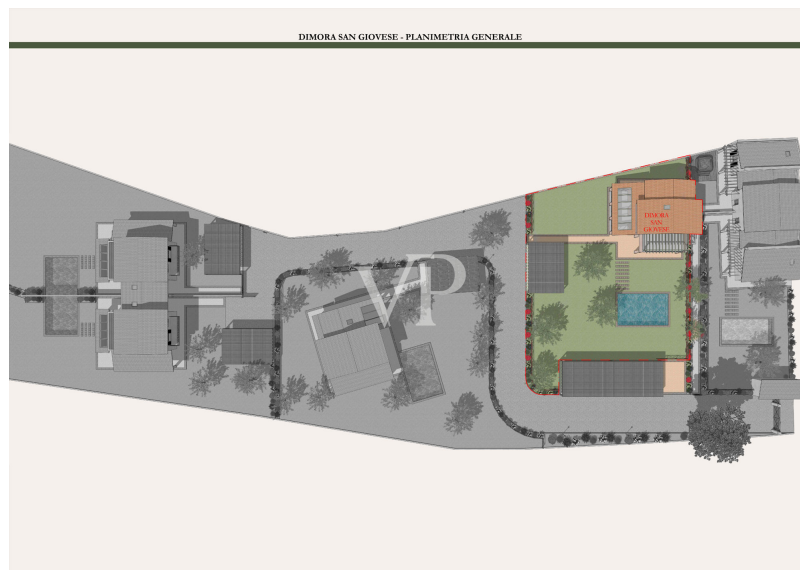 DIMORA SAN GIOVESE - PLANIMETRIA GENERALE
DIMORA
SAN
GIOVESE
VP